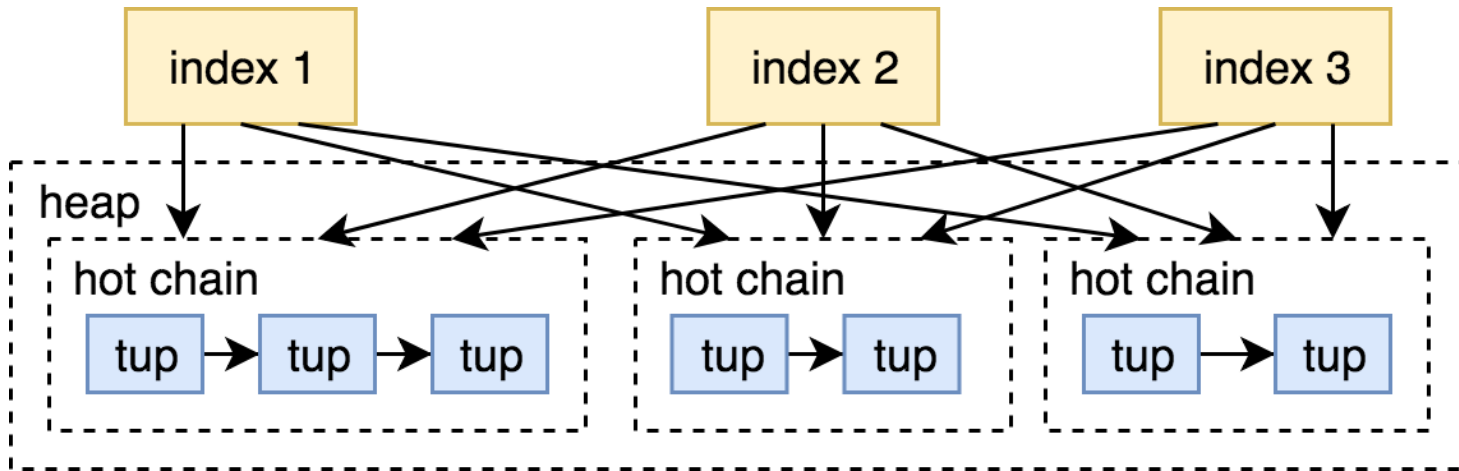 index 1
index 2
index 3
heap
hot chain
hot chain
hot chain
tup
tup
tup
tup
tup
tup
tup